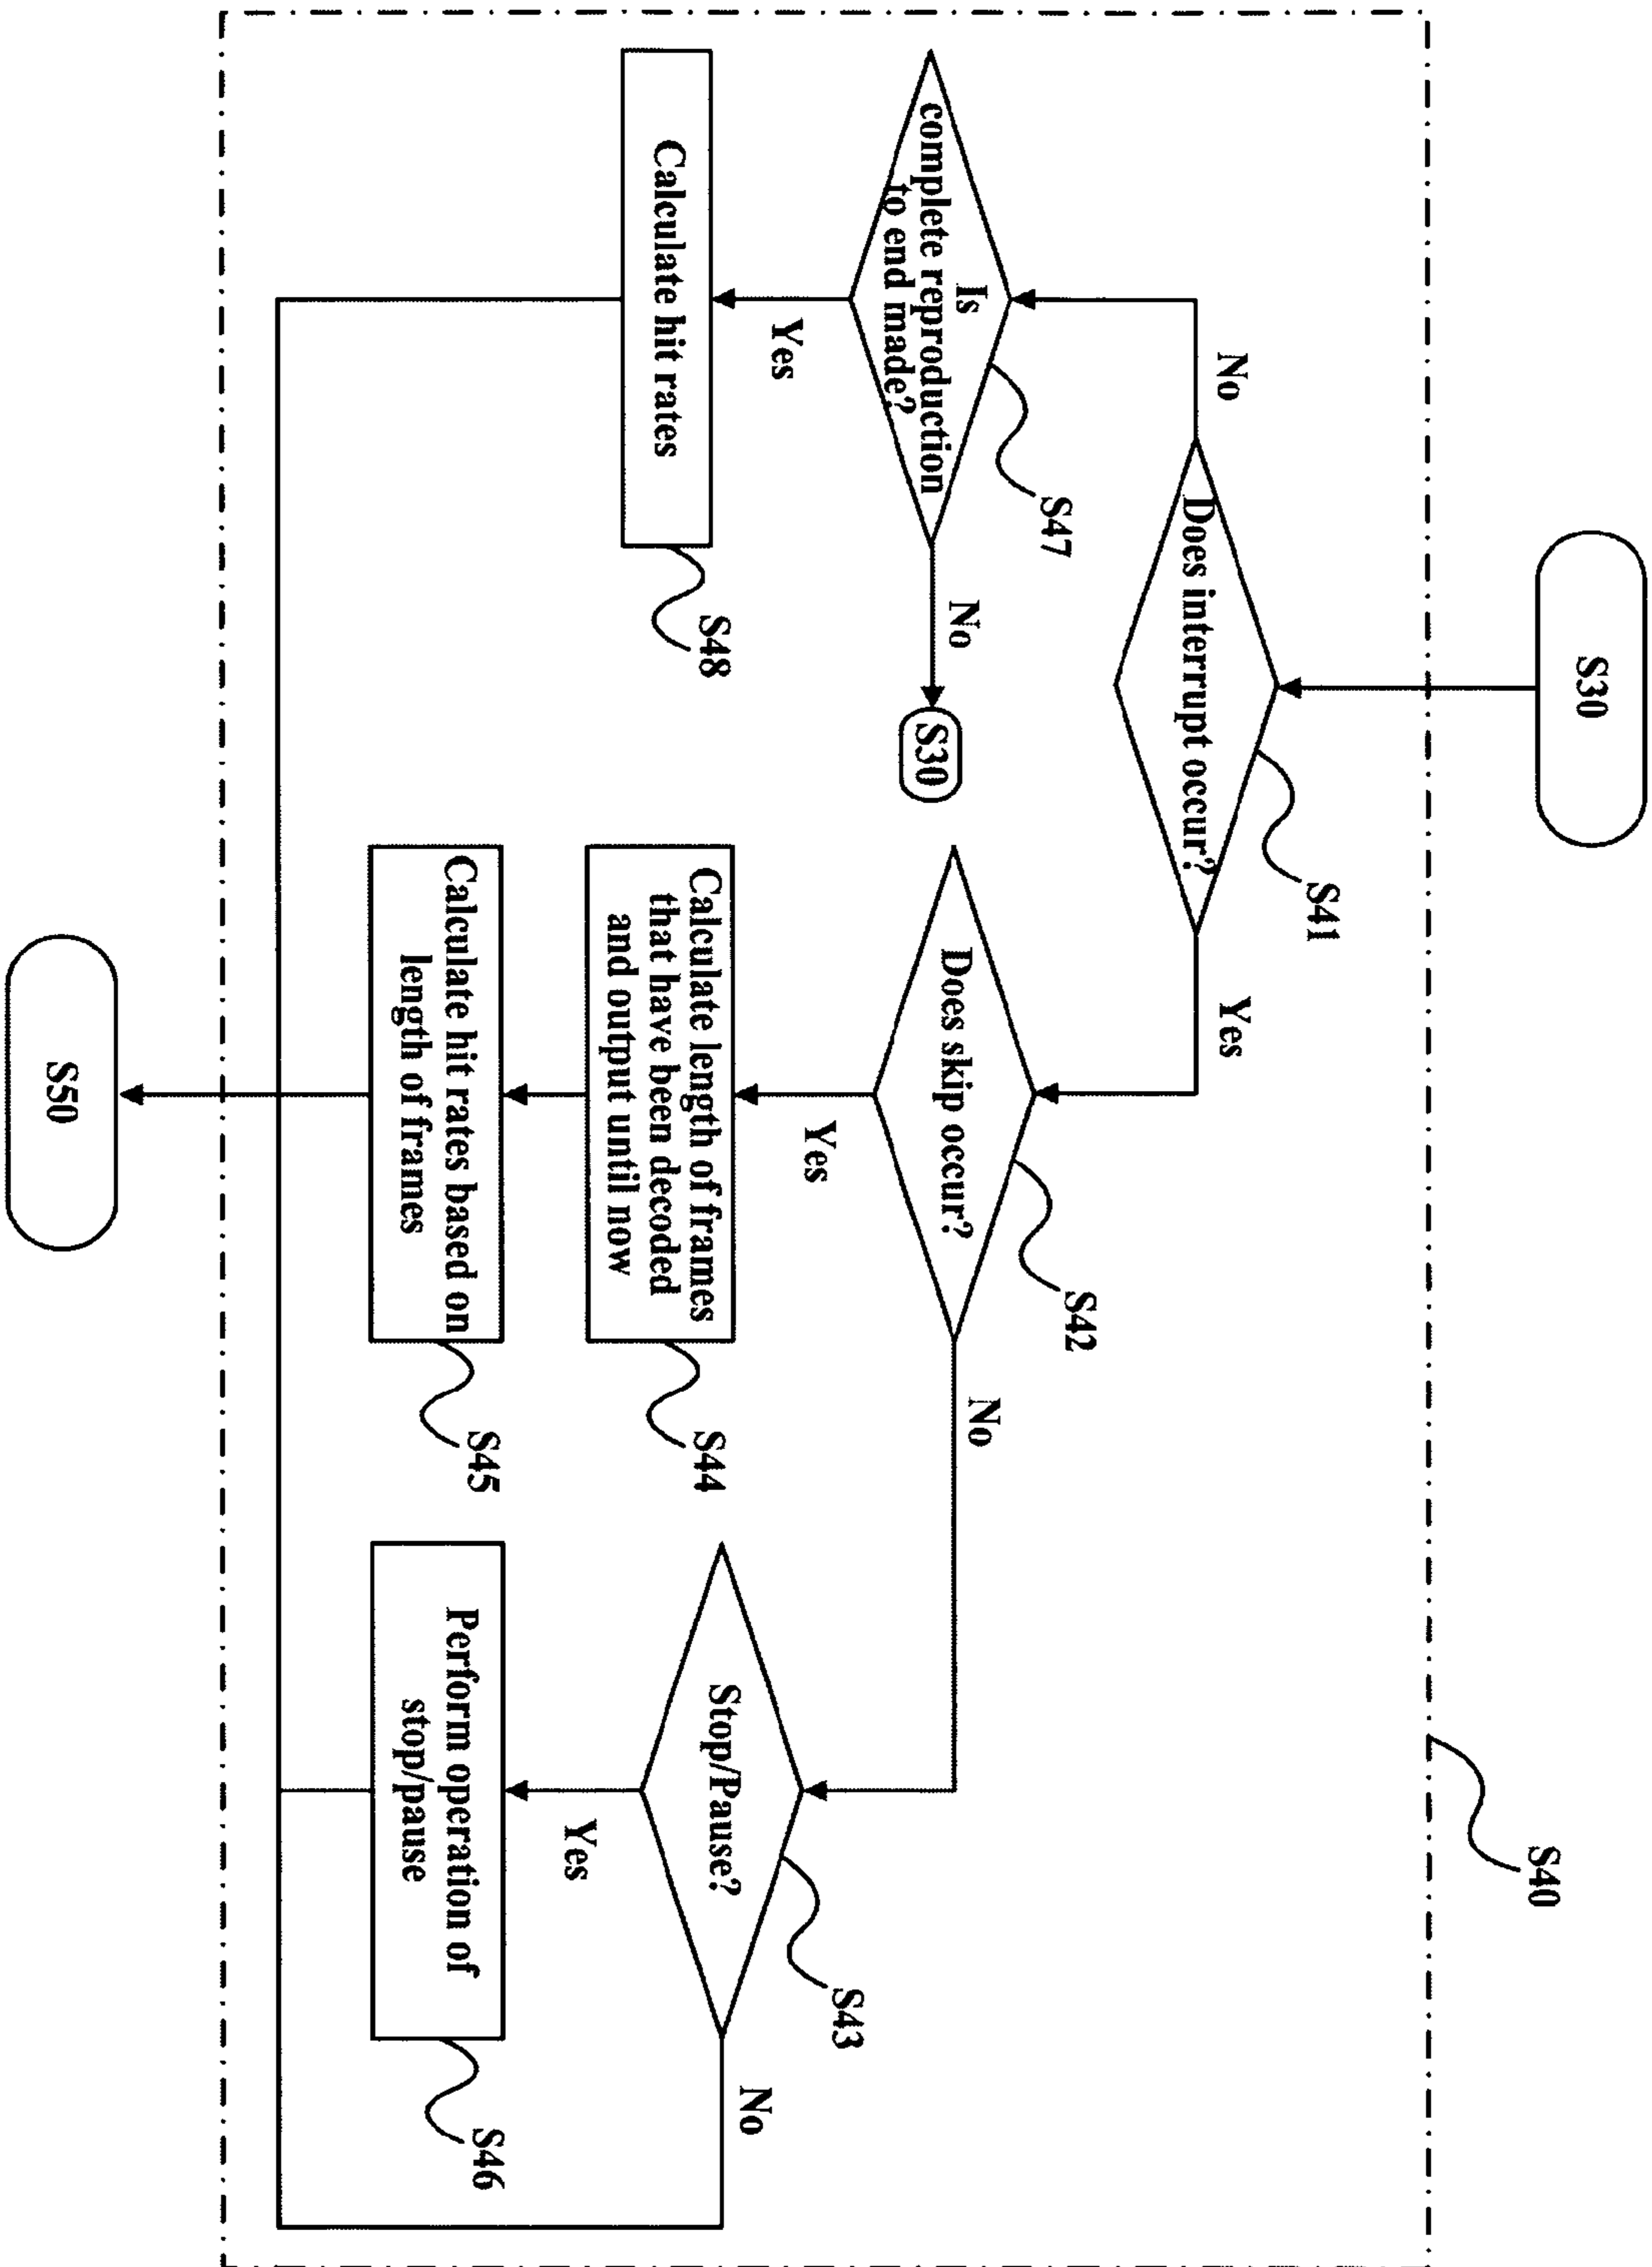 S30
S40
Does interrupt occur?
S41
No
Yes
Is
complete reproduction
to end made?
S47
No
S30
Does skip occur?
S42
No
Yes
Yes
Calculate hit rates
S48
Calculate length of frames
that have been decoded
and output until now
S44
Stop/Pause?
S43
No
Yes
Calculate hit rates based on
length of frames
S45
Perform operation of
stop/pause
S46
S50